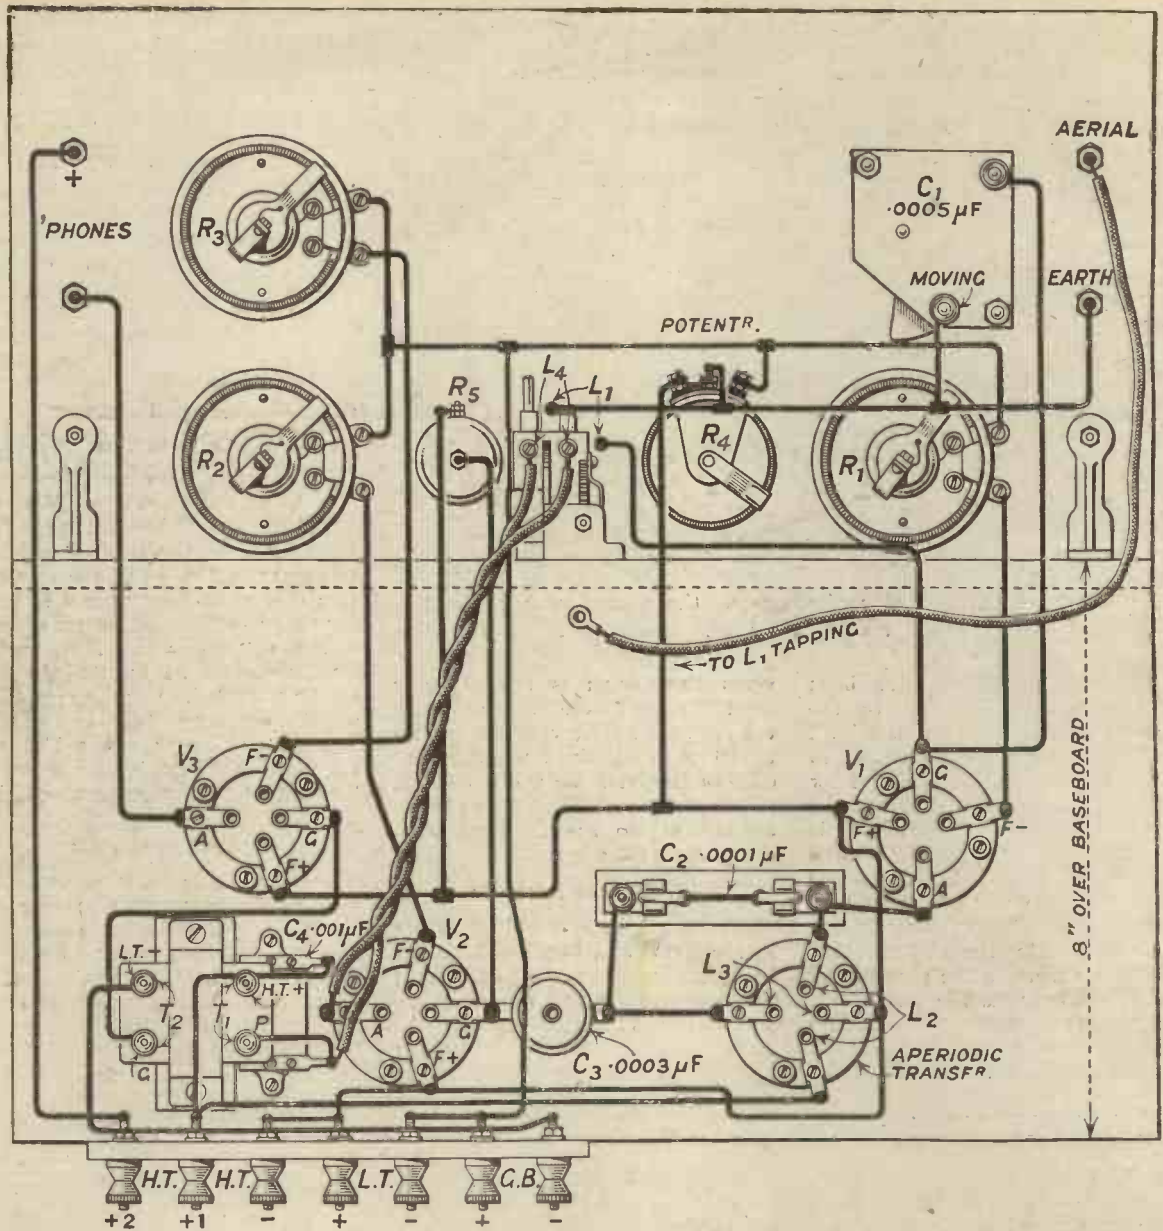 AERIAL
+
'PHONES
R3
C1
.0005µF
MOVING
EARTH
POTENTR.
L4
L1
R5
R2
R4
R1
TO L1 TAPPING
8" OVER BASEBOARD
V3
F-
A
G
F+
V1
G
F+
F-
A
C2 .0001µF
C4 .001µF
V2
L.T.+
F-
L3
T2
T1
H.T.+
L2
P
A
G
G
F+
C3 .0003µF
APERIODIC
TRANSFR.
H.T. H.T. L.T. G.B.
+2 +1 - + - + -